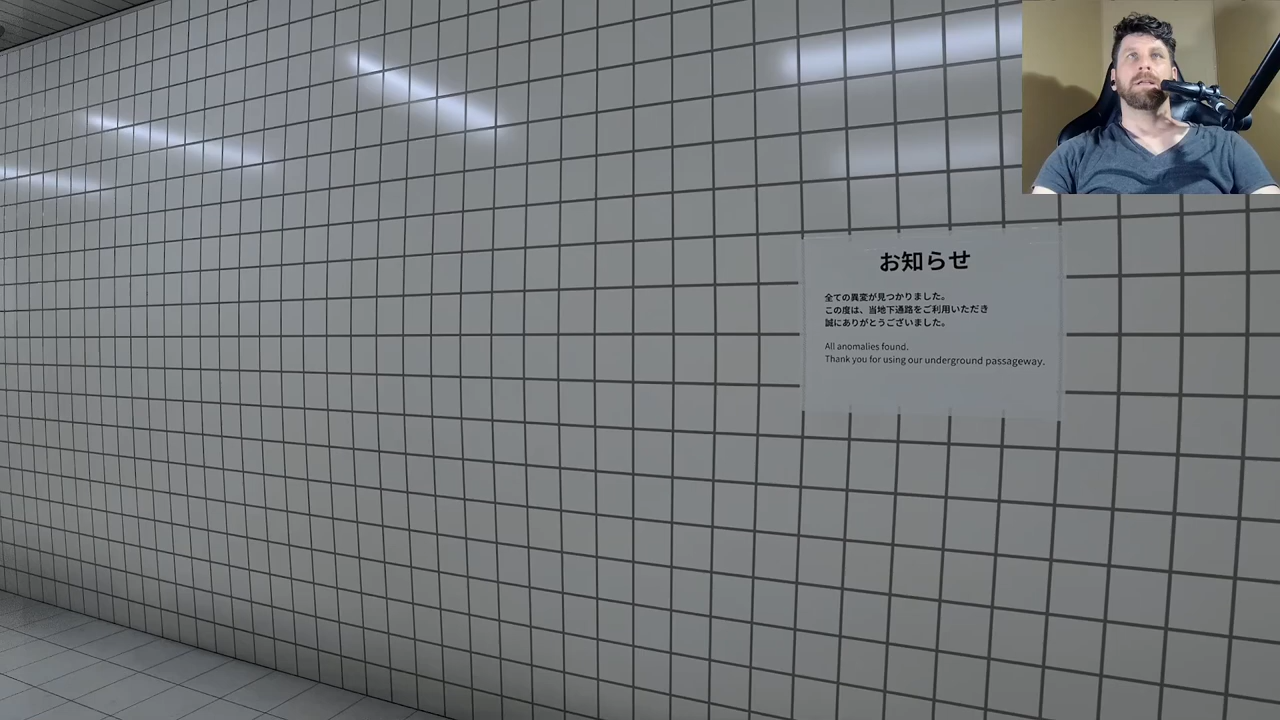 お知らせ
全ての異変が見つかりました。
この度は、当地下通路をご利用いただき
誠にありがとうございました。
All anomalies found.
Thank you for using our underground passageway.